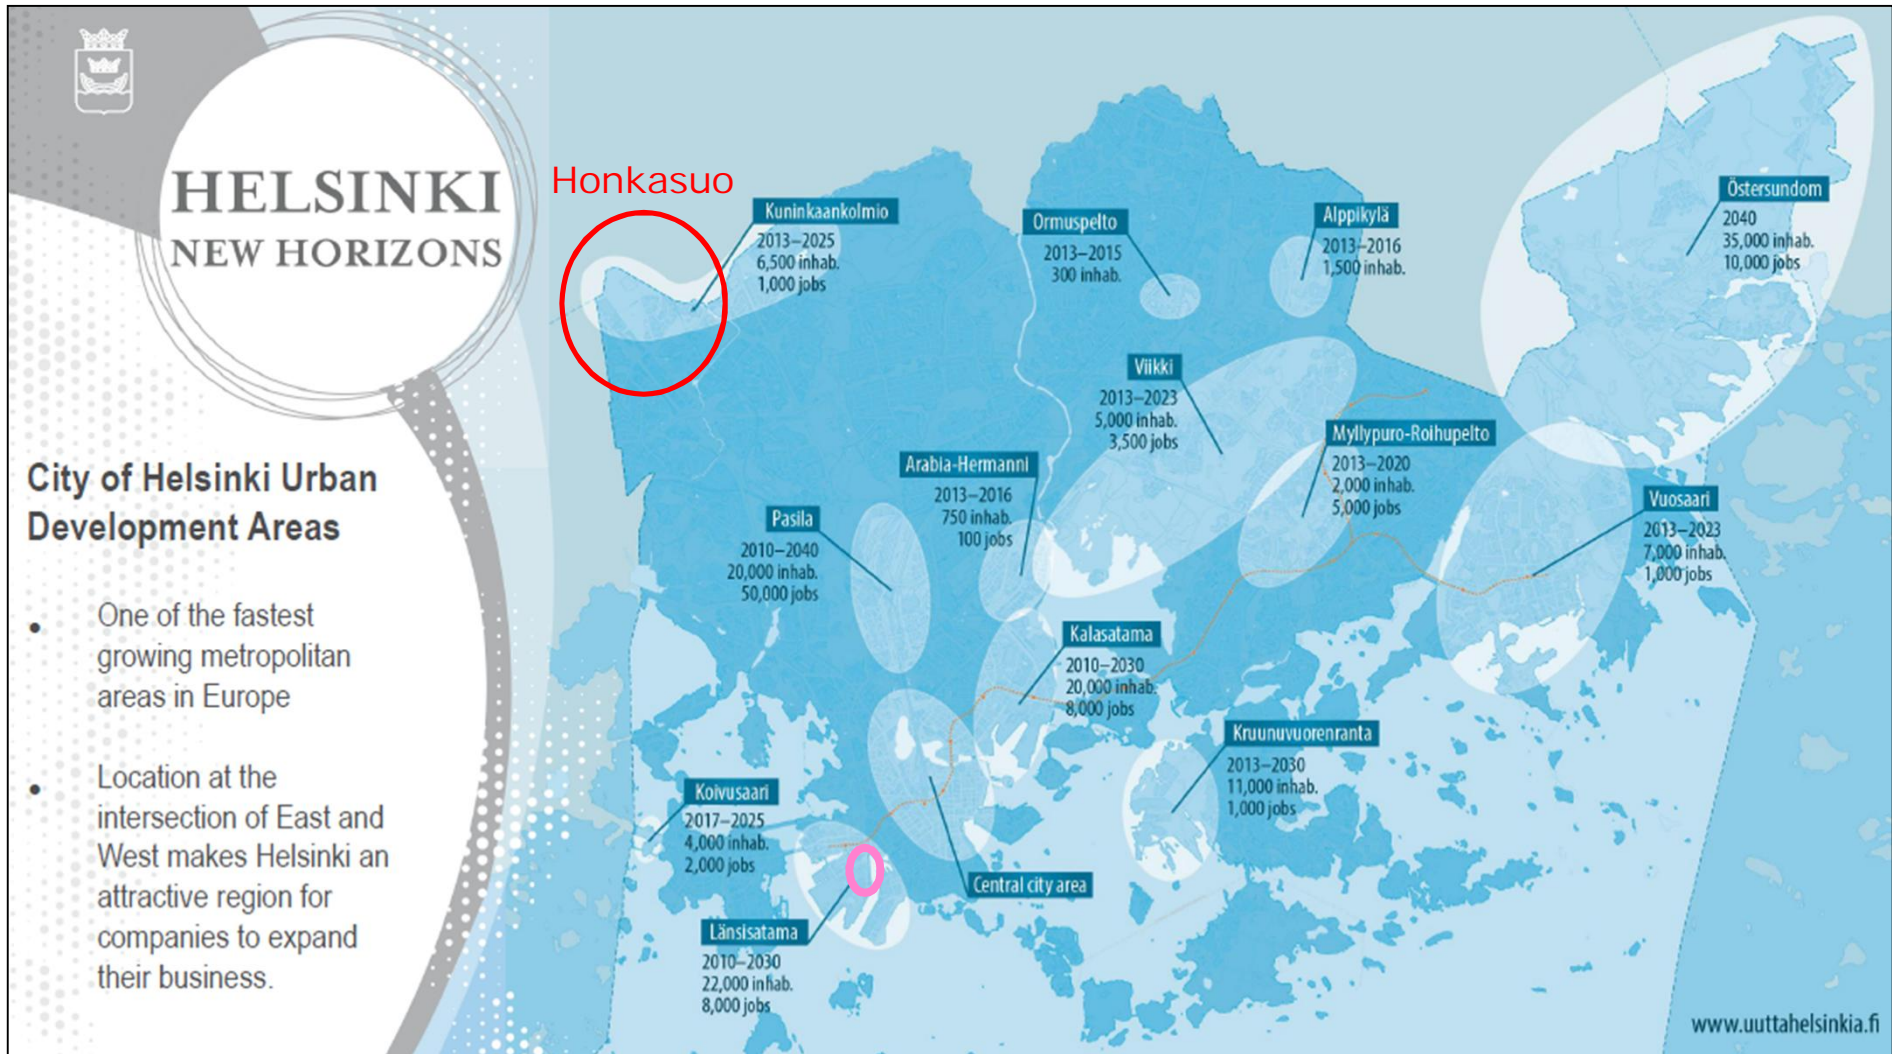 HELSINKI
NEW HORIZONS
City of Helsinki Urban
Development Areas
• One of the fastest
growing metropolitan
areas in Europe
• Location at the
intersection of East and
West makes Helsinki an
attractive region for
companies to expand
their business.
Honkasuo
Kuninkaankolmio
2013–2025
6,500 inhab.
1,000 jobs
Ormuspelto
2013–2015
300 inhab.
Alppikylä
2013–2016
1,500 inhab.
Östersundom
2040
35,000 inhab.
10,000 jobs
Viikki
2013–2023
5,000 inhab.
3,500 jobs
Myllypuro-Roihupelto
2013–2020
2,000 inhab.
5,000 jobs
Arabia-Hermanni
2013–2016
750 inhab.
100 jobs
Pasila
2010–2040
20,000 inhab.
50,000 jobs
Vuosaari
2013–2023
7,000 inhab.
1,000 jobs
Kalasatama
2010–2030
20,000 inhab.
8,000 jobs
Kruunuvuorenranta
2013–2030
11,000 inhab.
1,000 jobs
Koivusaari
2017–2025
4,000 inhab.
2,000 jobs
Central city area
Länsisatama
2010–2030
22,000 inhab.
8,000 jobs
www.uuttahelsinkia.fi